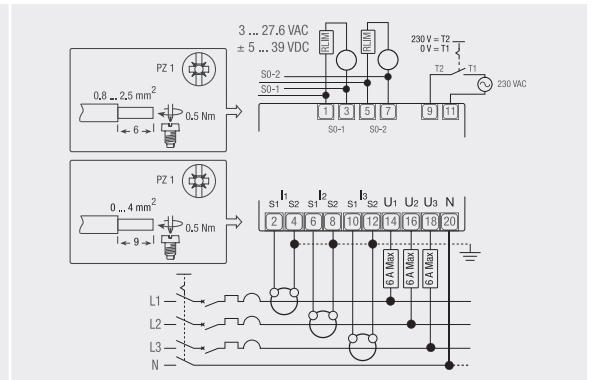 3 ... 27.6 VAC
± 5 ... 39 VDC
RLIM
RLIM
230 V = T2
0 V = T1
T2 T1
230 VAC
S0-2
S0-1
PZ 1
0,8 ... 2,5 mm²
6
0.5 Nm
1 3 5 7 9 11
S0-1 S0-2
PZ 1
0 ... 4 mm²
9
0.5 Nm
I1 I2 I3
S1 S2 S1 S2 S1 S2 U1 U2 U3 N
2 4 6 8 10 12 14 16 18 20
6 A Max
6 A Max
6 A Max
L1
L2
L3
N